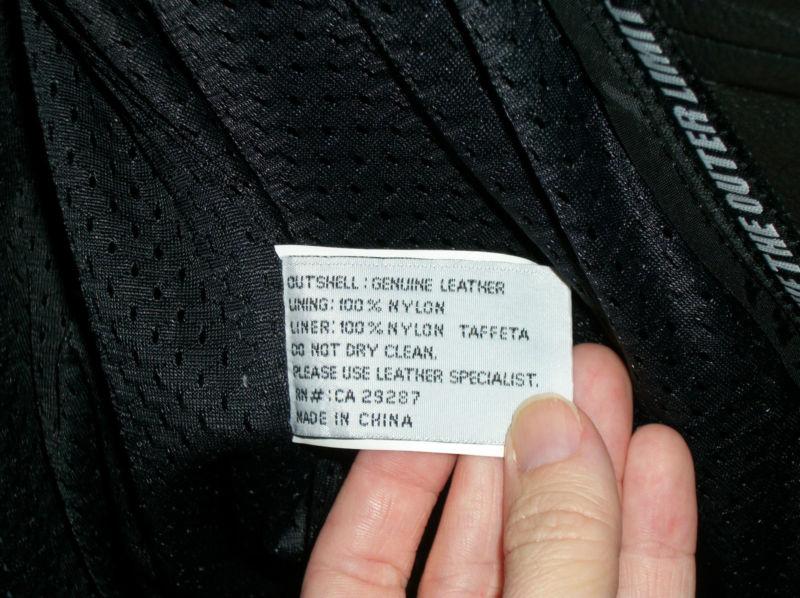 OUTSHELL : GENUINE LEATHER
LINING: 100% NYLON
LINER: 100% NYLON TAFFETA
DO NOT DRY CLEAN.
PLEASE USE LEATHER SPECIALIST.
RN#: CA 29287
MADE IN CHINA
THE OUTER LIMIT